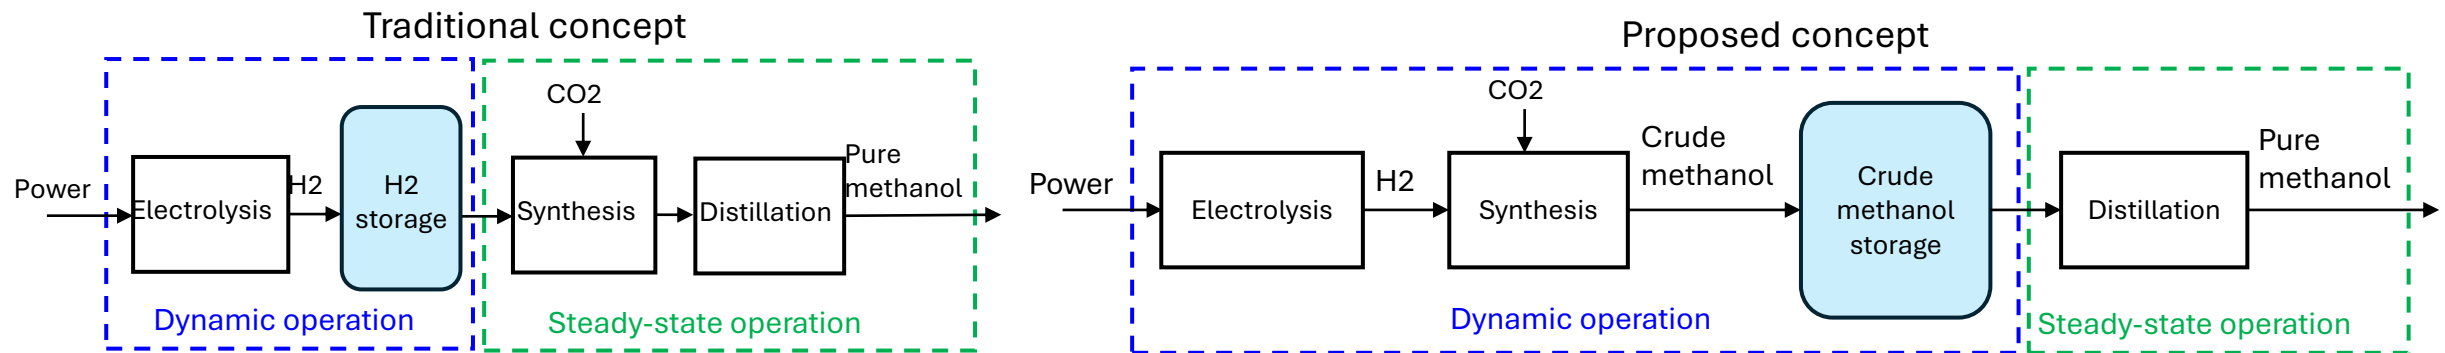 Traditional concept
CO2
Power
Electrolysis
H2
H2
storage
Synthesis
Distillation
Pure
methanol
Dynamic operation
Steady-state operation
Proposed concept
CO2
Power
Electrolysis
H2
Synthesis
Crude
methanol
Crude
methanol
storage
Distillation
Pure
methanol
Dynamic operation
Steady-state operation